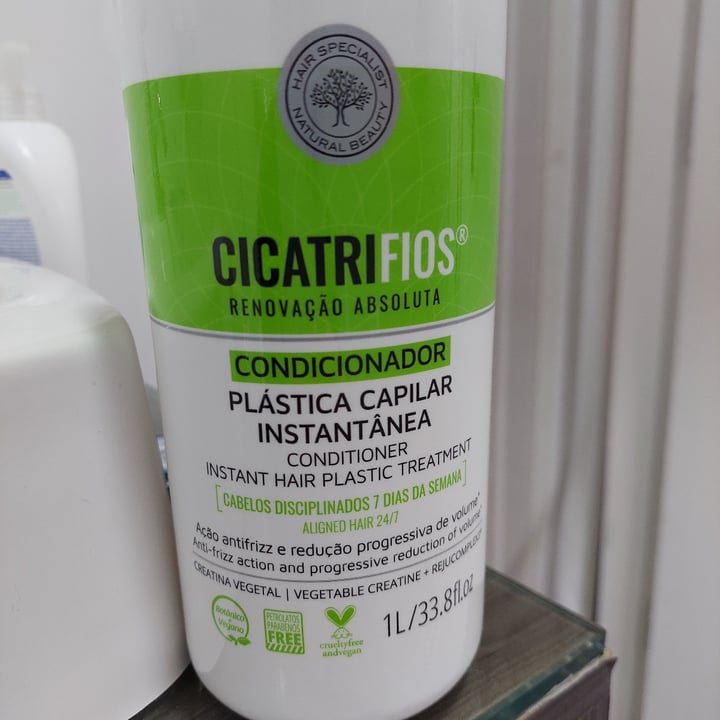 HAIR SPECIALIST
NATURAL BEAUTY
CICATRIFIOS®
RENOVAÇÃO ABSOLUTA
CONDICIONADOR
PLÁSTICA CAPILAR
INSTANTÂNEA
CONDITIONER
INSTANT HAIR PLASTIC TREATMENT
[CABELOS DISCIPLINADOS 7 DIAS DA SEMANA]
ALIGNED HAIR 24/7
Ação antifrizz e redução progressiva de volume*
Anti-frizz action and progressive reduction of volume*
CREATINA VEGETAL | VEGETABLE CREATINE + REJUCOMPLEX
Botânico e Vegano
PETROLATOS
PARABENOS
FREE
crueltyfree
andvegan
1L/33.8fl.oz